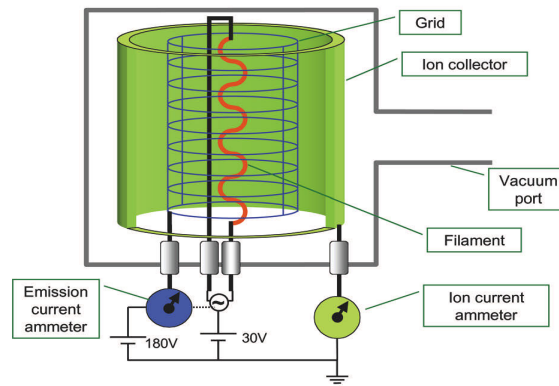 Grid
Ion collector
Vacuum
port
Filament
Emission
current
ammeter
Ion current
ammeter
~
180V
30V